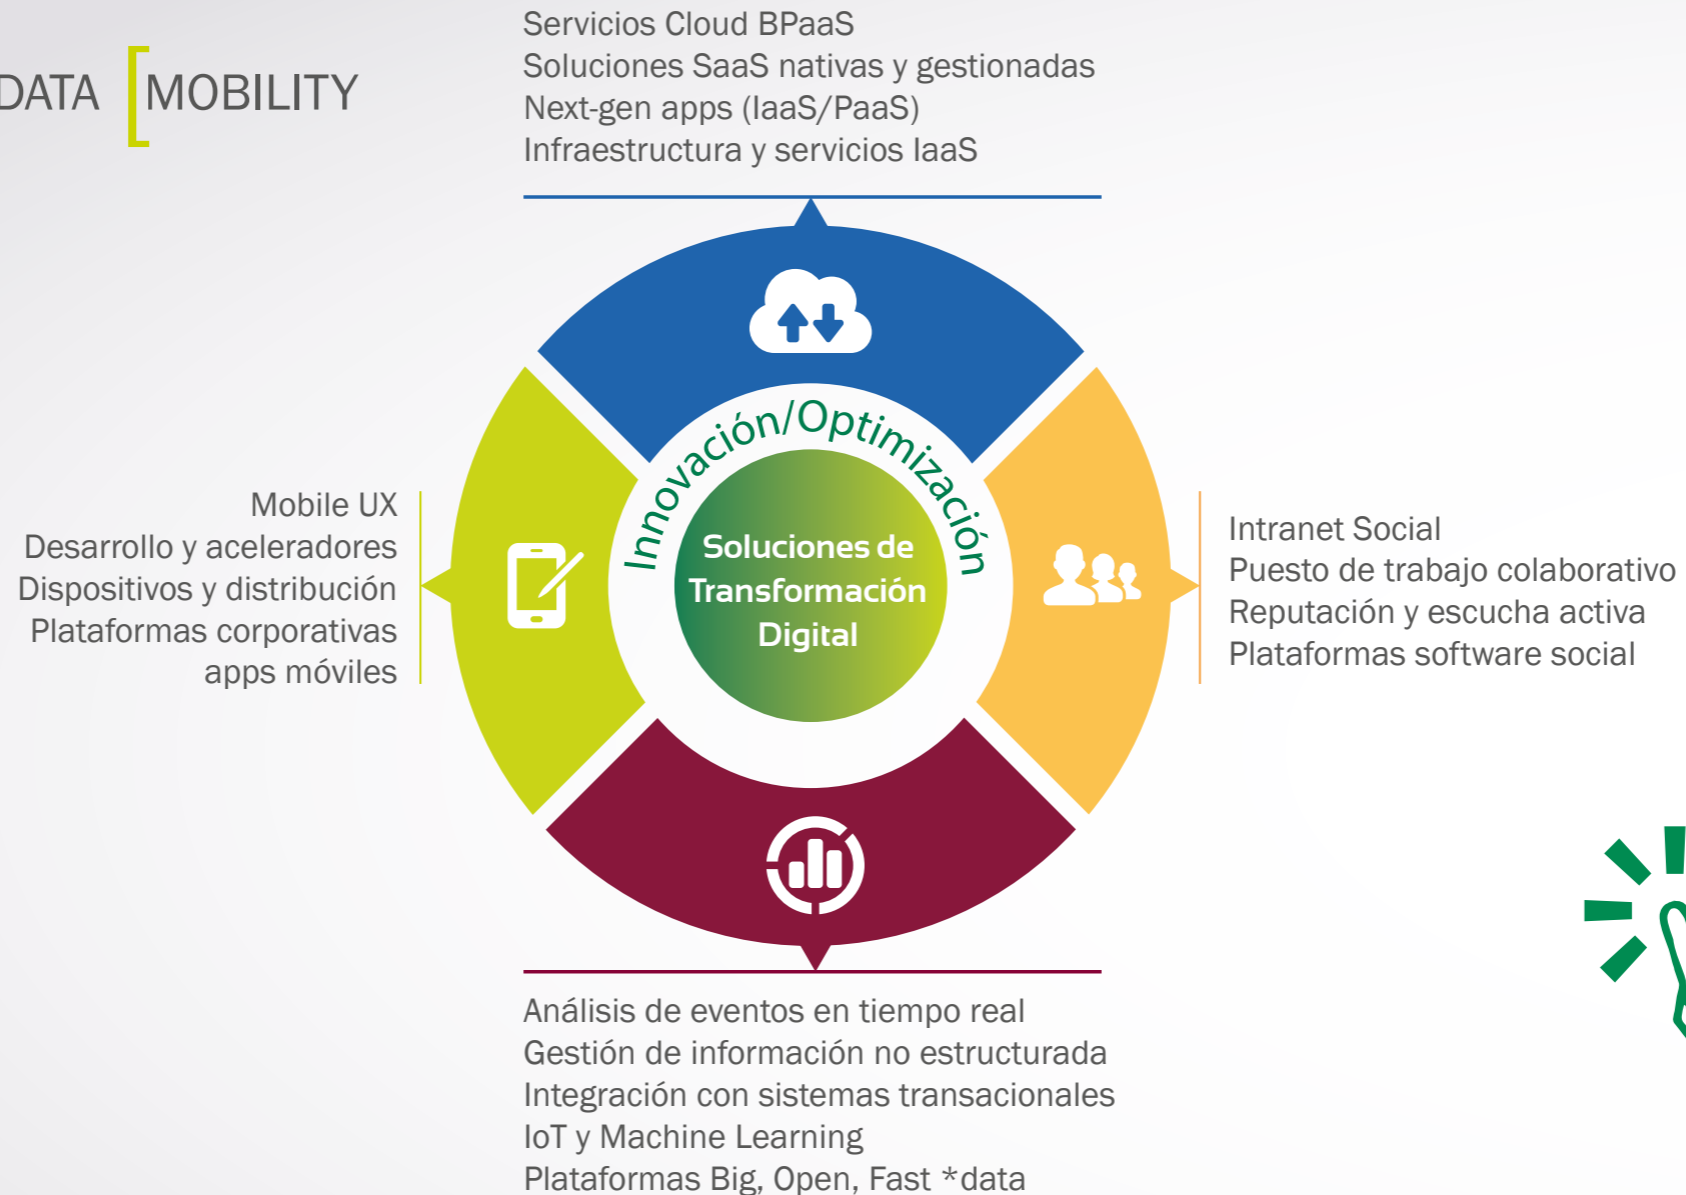 DATA [MOBILITY
Servicios Cloud BPaaS
Soluciones SaaS nativas y gestionadas
Next-gen apps (IaaS/PaaS)
Infraestructura y servicios IaaS
Innovación/Optimización
Soluciones de
Transformación
Digital
Mobile UX
Desarrollo y aceleradores
Dispositivos y distribución
Plataformas corporativas
apps móviles
Intranet Social
Puesto de trabajo colaborativo
Reputación y escucha activa
Plataformas software social
Análisis de eventos en tiempo real
Gestión de información no estructurada
Integración con sistemas transacionales
IoT y Machine Learning
Plataformas Big, Open, Fast *data